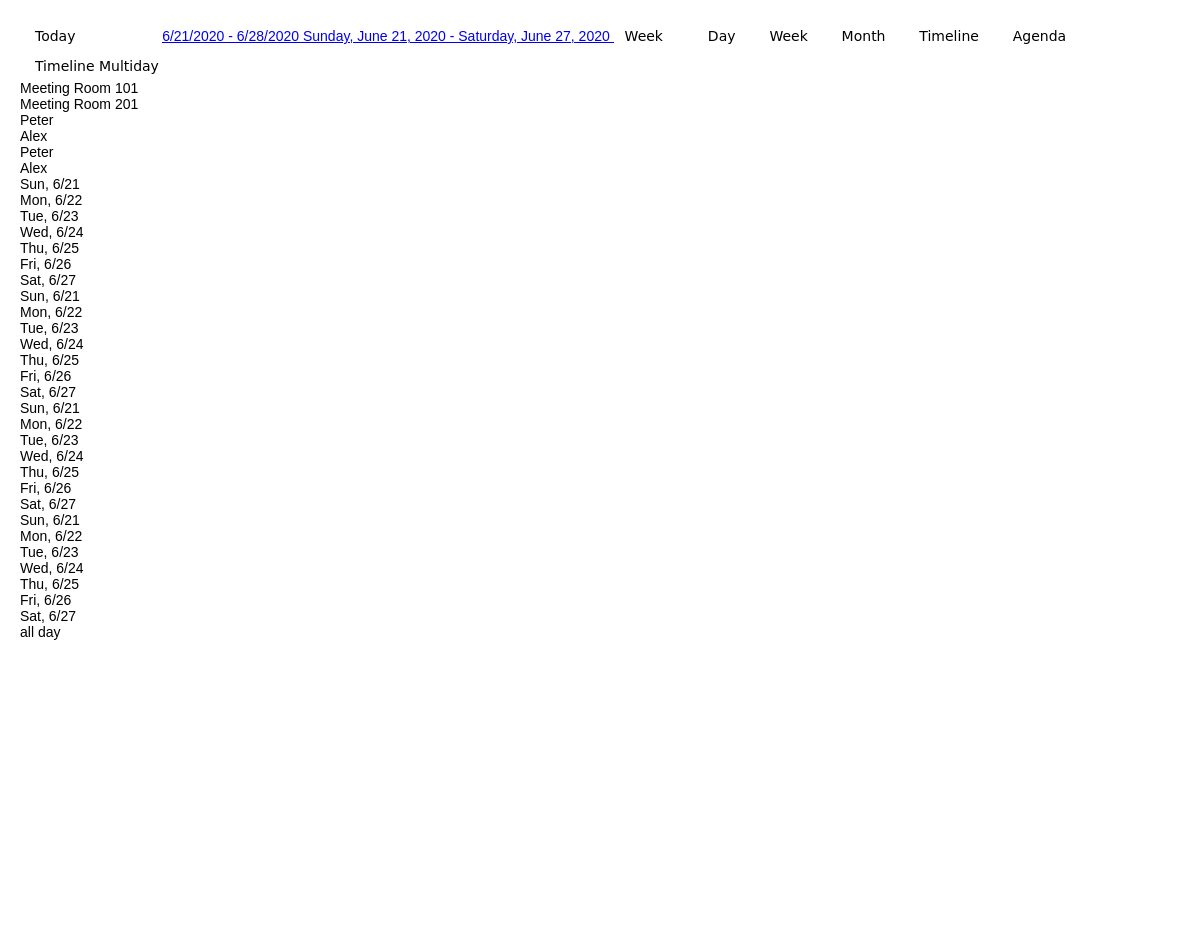 Today 6/21/2020 - 6/28/2020 Sunday, June 21, 2020 - Saturday, June 27, 2020 Week Day Week Month Timeline Agenda
Timeline Multiday
Meeting Room 101
Meeting Room 201
Peter
Alex
Peter
Alex
Sun, 6/21
Mon, 6/22
Tue, 6/23
Wed, 6/24
Thu, 6/25
Fri, 6/26
Sat, 6/27
Sun, 6/21
Mon, 6/22
Tue, 6/23
Wed, 6/24
Thu, 6/25
Fri, 6/26
Sat, 6/27
Sun, 6/21
Mon, 6/22
Tue, 6/23
Wed, 6/24
Thu, 6/25
Fri, 6/26
Sat, 6/27
Sun, 6/21
Mon, 6/22
Tue, 6/23
Wed, 6/24
Thu, 6/25
Fri, 6/26
Sat, 6/27
all day